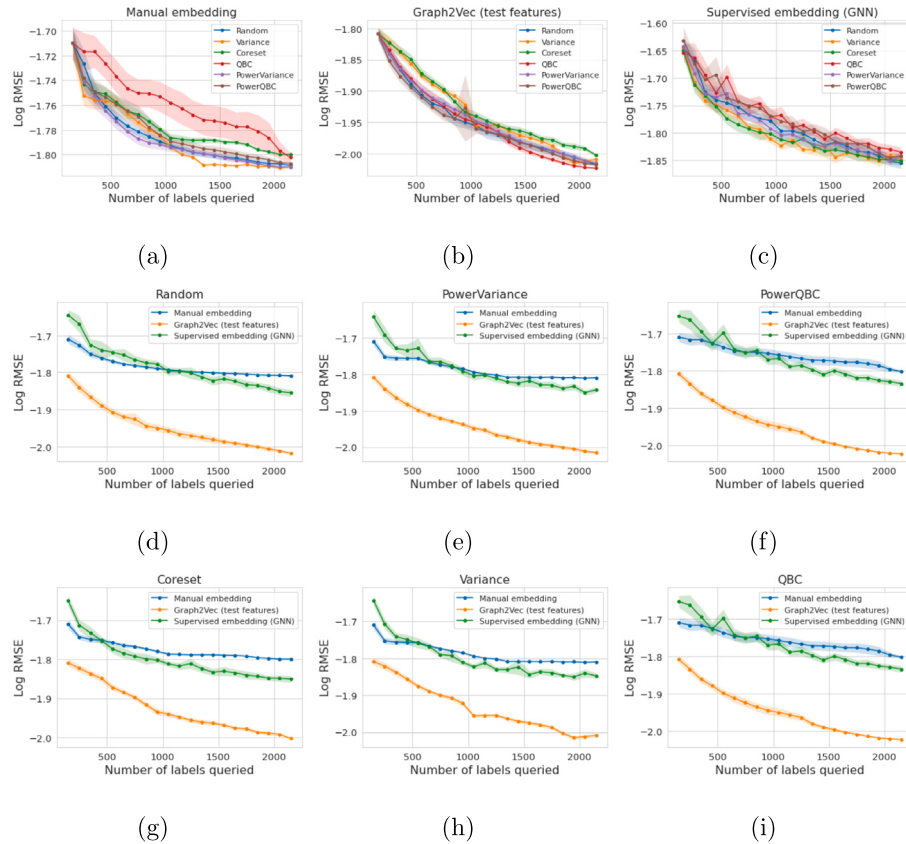 Manual embedding
Graph2Vec (test features)
Supervised embedding (GNN)
Log RMSE
−1.70
−1.72
−1.74
−1.76
−1.78
−1.80
Random
Variance
Coreset
QBC
PowerVariance
PowerQBC
500 1000 1500 2000
Number of labels queried
Log RMSE
−1.80
−1.85
−1.90
−1.95
−2.00
Random
Variance
Coreset
QBC
PowerVariance
PowerQBC
500 1000 1500 2000
Number of labels queried
Log RMSE
−1.60
−1.65
−1.70
−1.75
−1.80
−1.85
Random
Variance
Coreset
QBC
PowerVariance
PowerQBC
500 1000 1500 2000
Number of labels queried
(a) (b) (c)
Random
Log RMSE
−1.7
−1.8
−1.9
−2.0
Manual embedding
Graph2Vec (test features)
Supervised embedding (GNN)
500 1000 1500 2000
Number of labels queried
PowerVariance
Log RMSE
−1.7
−1.8
−1.9
−2.0
Manual embedding
Graph2Vec (test features)
Supervised embedding (GNN)
500 1000 1500 2000
Number of labels queried
PowerQBC
Log RMSE
−1.7
−1.8
−1.9
−2.0
Manual embedding
Graph2Vec (test features)
Supervised embedding (GNN)
500 1000 1500 2000
Number of labels queried
(d) (e) (f)
Coreset
Log RMSE
−1.7
−1.8
−1.9
−2.0
Manual embedding
Graph2Vec (test features)
Supervised embedding (GNN)
500 1000 1500 2000
Number of labels queried
Variance
Log RMSE
−1.7
−1.8
−1.9
−2.0
Manual embedding
Graph2Vec (test features)
Supervised embedding (GNN)
500 1000 1500 2000
Number of labels queried
QBC
Log RMSE
−1.7
−1.8
−1.9
−2.0
Manual embedding
Graph2Vec (test features)
Supervised embedding (GNN)
500 1000 1500 2000
Number of labels queried
(g) (h) (i)